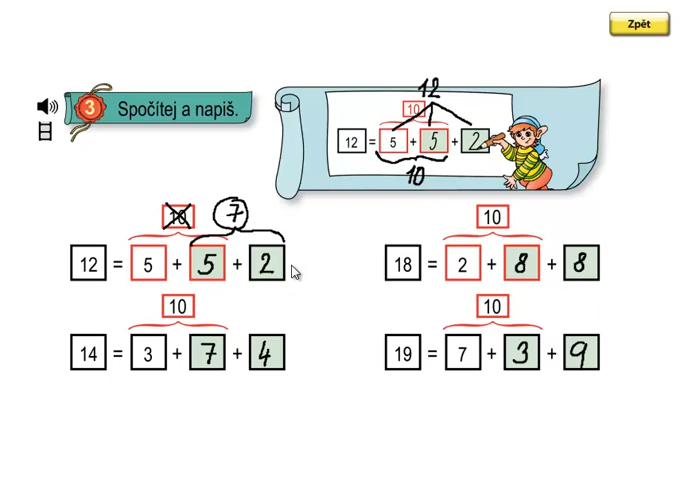 Zpět
3 Spočítej a napiš.
12
10
12 = 5 + 5 + 2
10
10 7
12 = 5 + 5 + 2
10
18 = 2 + 8 + 8
10
14 = 3 + 7 + 4
10
19 = 7 + 3 + 9